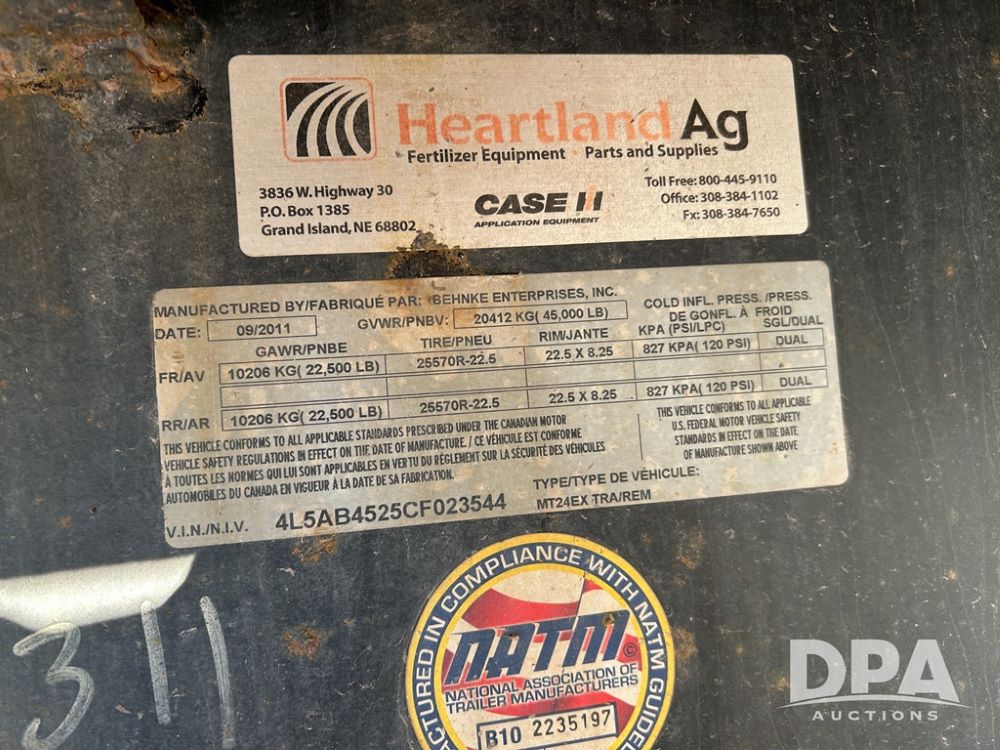 Heartland Ag
Fertilizer Equipment Parts and Supplies
3836 W. Highway 30
P.O. Box 1385
Grand Island, NE 68802
CASE IH
APPLICATION EQUIPMENT
Toll Free: 800-445-9110
Office: 308-384-1102
Fx: 308-384-7650
MANUFACTURED BY/FABRIQUÉ PAR: BEHNKE ENTERPRISES, INC.
DATE: 09/2011 GVWR/PNBV: 20412 KG( 45,000 LB)
COLD INFL. PRESS. /PRESS.
DE GONFL. À FROID
GAWR/PNBE TIRE/PNEU RIM/JANTE KPA (PSI/LPC) SGL/DUAL
FR/AV 10206 KG( 22,500 LB) 25570R-22.5 22.5 X 8.25 827 KPA( 120 PSI) DUAL
RR/AR 10206 KG( 22,500 LB) 25570R-22.5 22.5 X 8.25 827 KPA( 120 PSI) DUAL
THIS VEHICLE CONFORMS TO ALL APPLICABLE STANDARDS PRESCRIBED UNDER THE CANADIAN MOTOR
VEHICLE SAFETY REGULATIONS IN EFFECT ON THE DATE OF MANUFACTURE. / CE VÉHICULE EST CONFORME
À TOUTES LES NORMES QUI LUI SONT APPLICABLES EN VERTU DU RÉGLEMENT SUR LA SÉCURITÉ DES VÉHICULES
AUTOMOBILES DU CANADA EN VIGUEUR À LA DATE DE SA FABRICATION.
THIS VEHICLE CONFORMS TO ALL APPLICABLE
U.S. FEDERAL MOTOR VEHICLE SAFETY
STANDARDS IN EFFECT ON THE DATE
OF MANUFACTURE SHOWN ABOVE
V.I.N./N.I.V. 4L5AB4525CF023544
TYPE/TYPE DE VÉHICULE:
MT24EX TRA/REM
311
COMPLIANCE WITH NATM
IN
NATM ©
NATIONAL ASSOCIATION OF
TRAILER MANUFACTURERS
B10 2235197
DPA
AUCTIONS